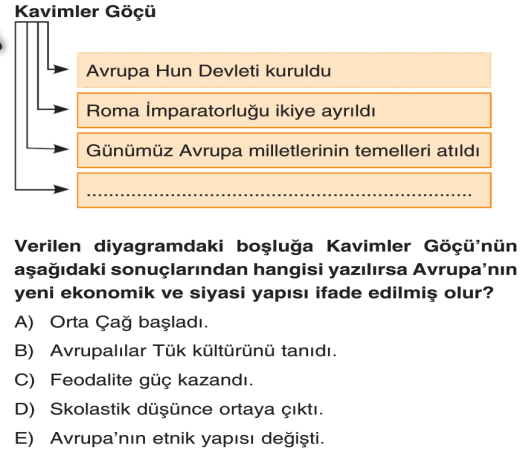 Kavimler Göçü
Avrupa Hun Devleti kuruldu
Roma İmparatorluğu ikiye ayrıldı
Günümüz Avrupa milletlerinin temelleri atıldı
.....................................................................
Verilen diyagramdaki boşluğa Kavimler Göçü'nün
aşağıdaki sonuçlarından hangisi yazılırsa Avrupa'nın
yeni ekonomik ve siyasi yapısı ifade edilmiş olur?
A) Orta Çağ başladı.
B) Avrupalılar Tük kültürünü tanıdı.
C) Feodalite güç kazandı.
D) Skolastik düşünce ortaya çıktı.
E) Avrupa'nın etnik yapısı değişti.